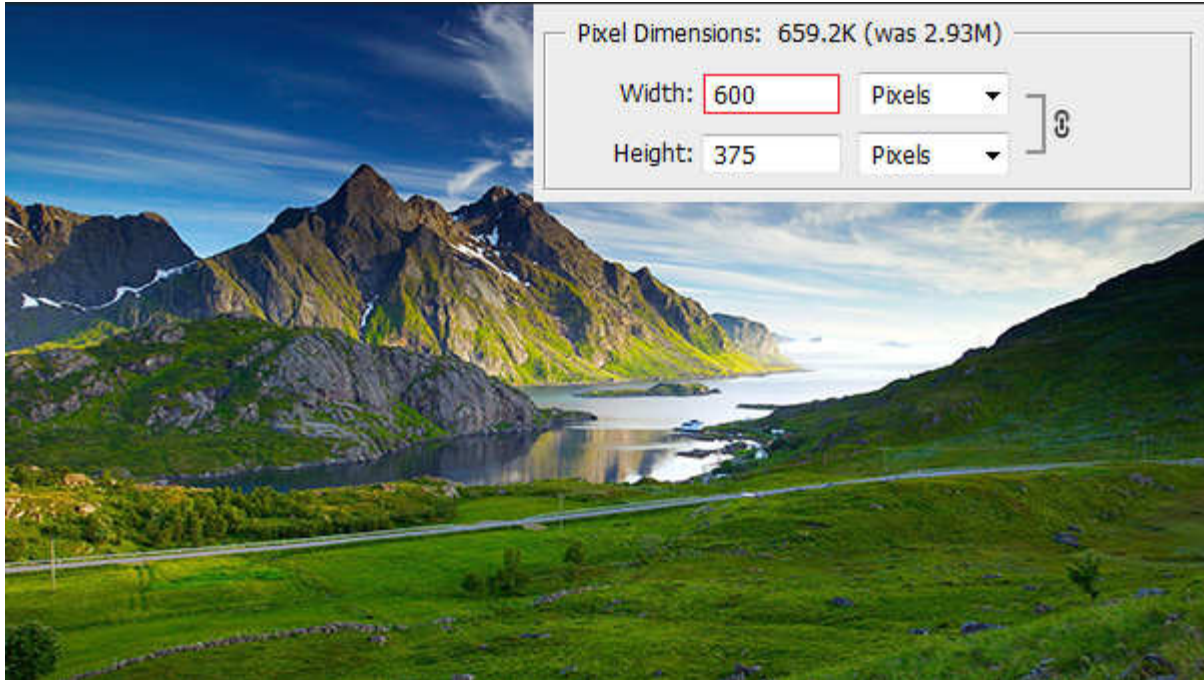 Pixel Dimensions: 659.2K (was 2.93M)
Width: 600 Pixels
Height: 375 Pixels